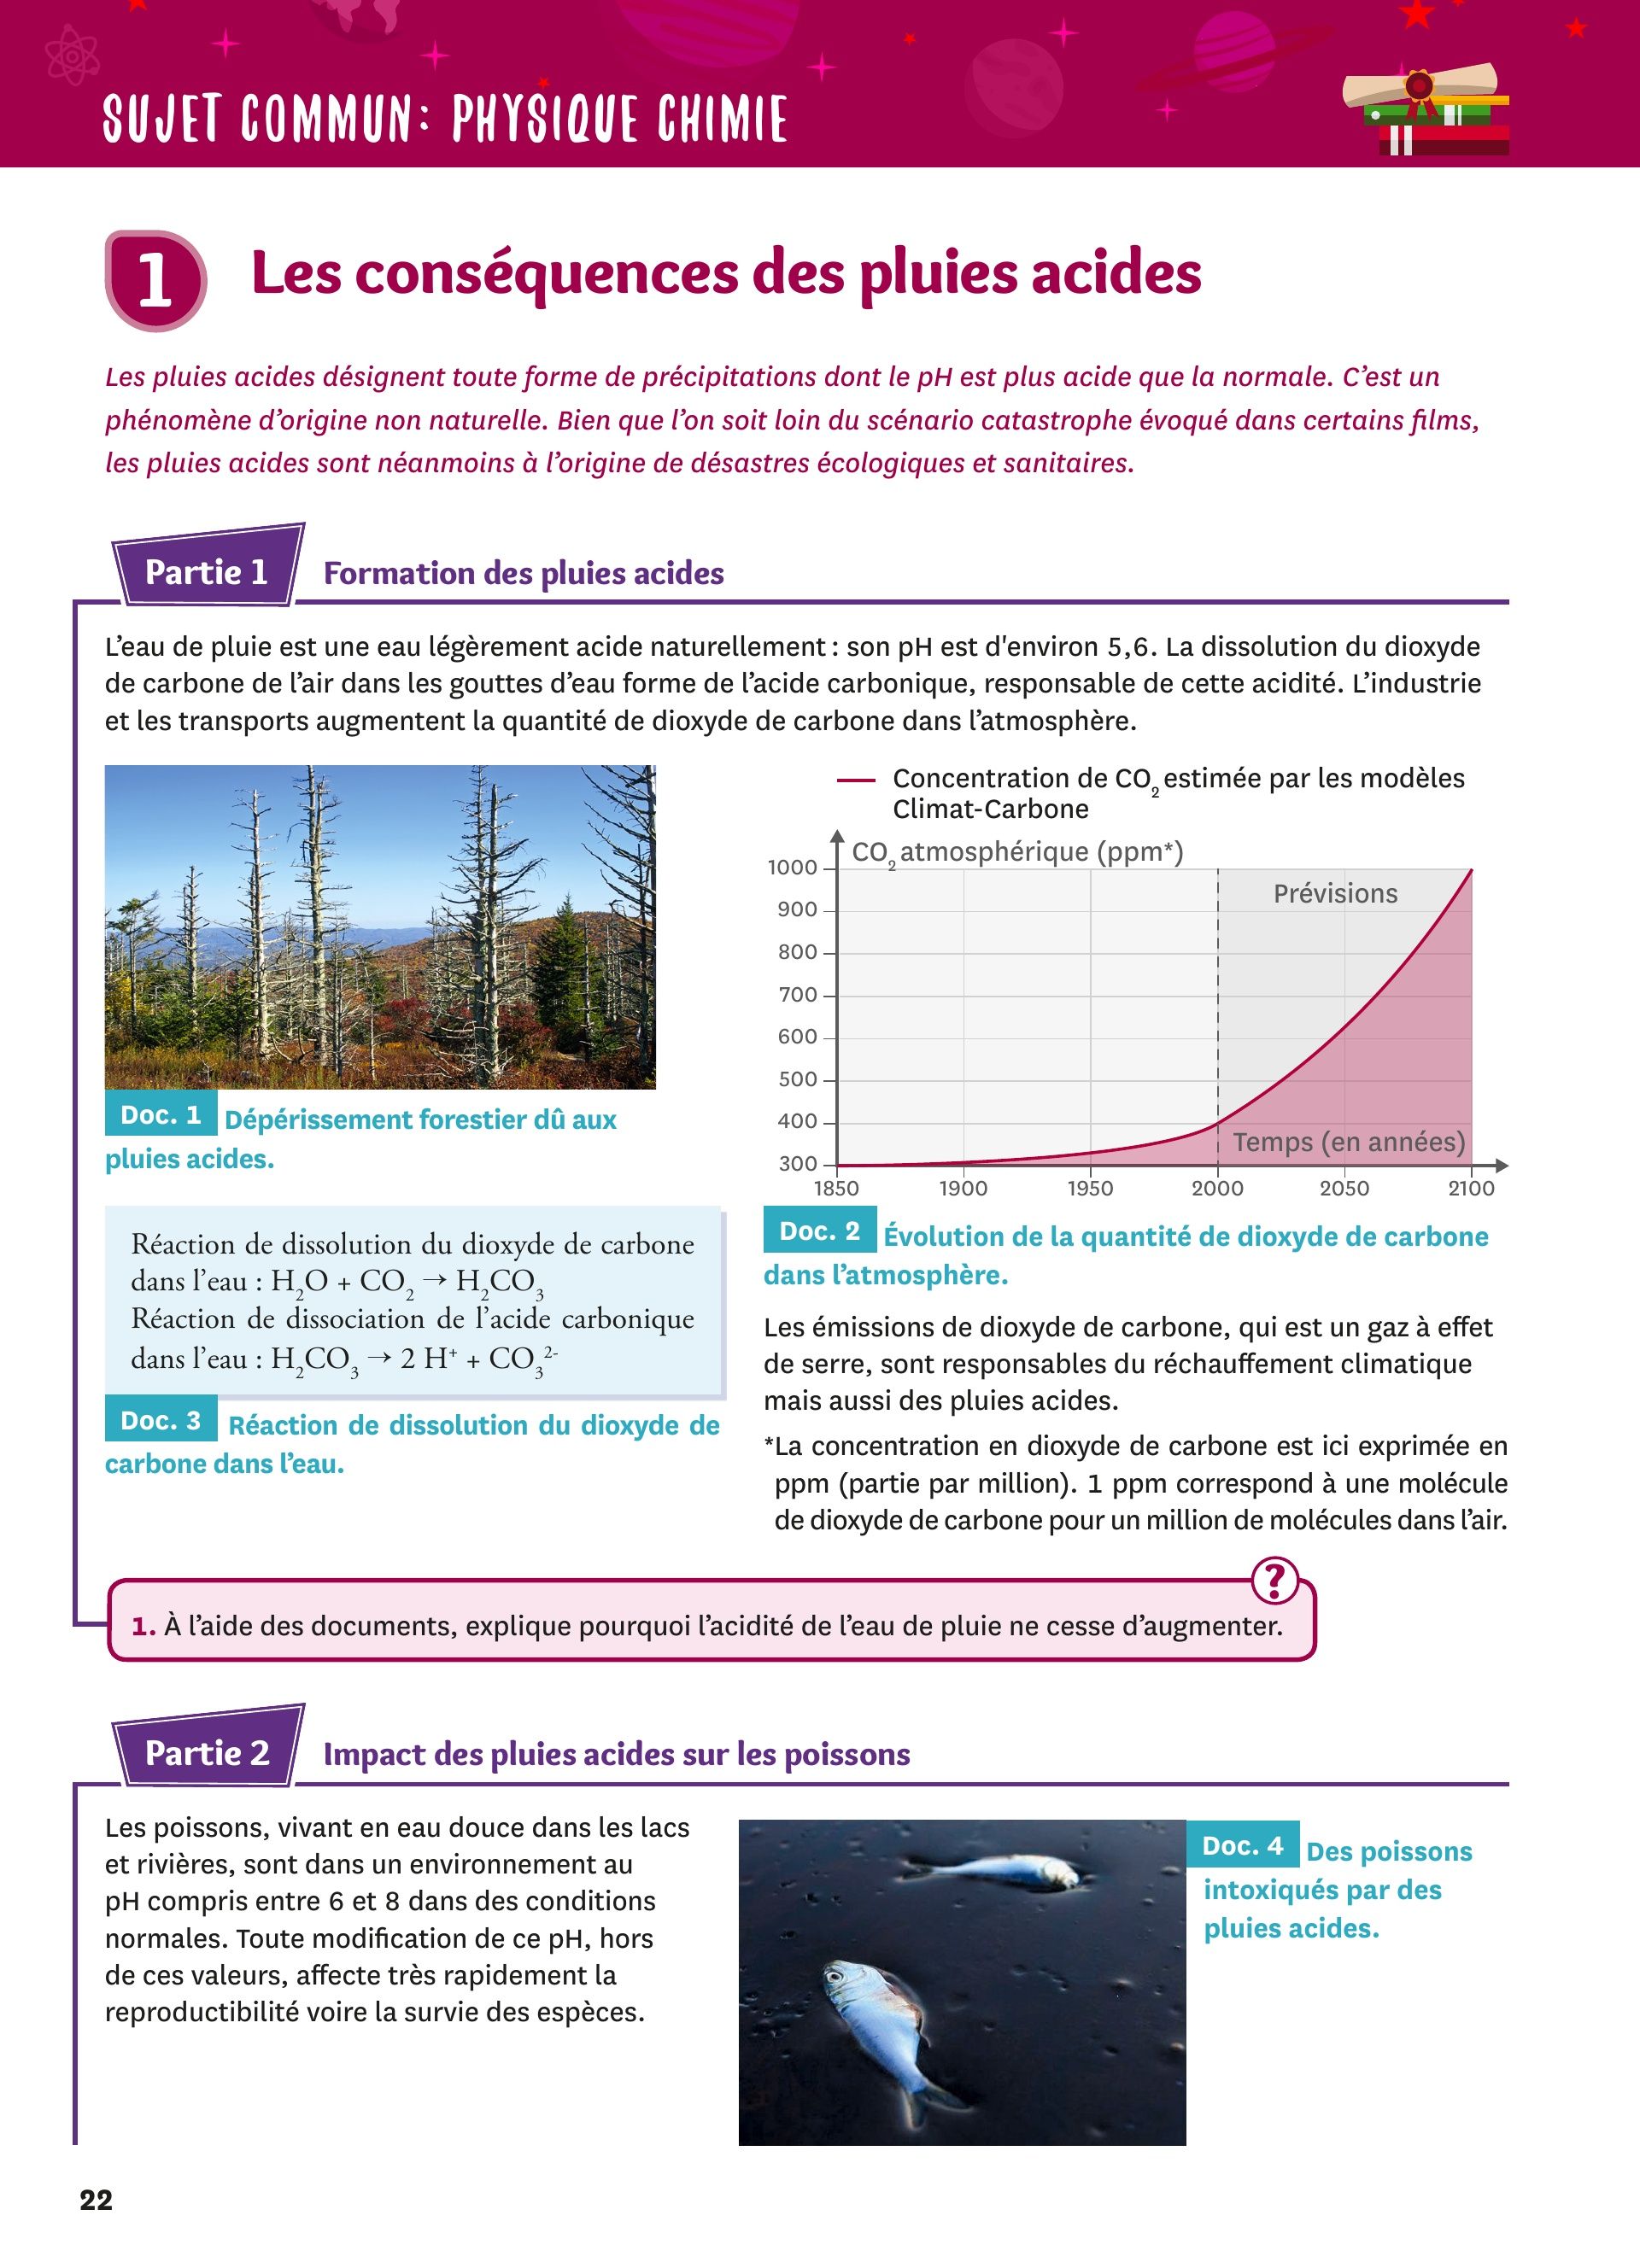 SUJET COMMUN: PHYSIQUE CHIMIE
1 Les conséquences des pluies acides
Les pluies acides désignent toute forme de précipitations dont le pH est plus acide que la normale. C’est un
phénomène d’origine non naturelle. Bien que l’on soit loin du scénario catastrophe évoqué dans certains films,
les pluies acides sont néanmoins à l’origine de désastres écologiques et sanitaires.
Partie 1 Formation des pluies acides
L’eau de pluie est une eau légèrement acide naturellement : son pH est d'environ 5,6. La dissolution du dioxyde
de carbone de l’air dans les gouttes d’eau forme de l’acide carbonique, responsable de cette acidité. L’industrie
et les transports augmentent la quantité de dioxyde de carbone dans l’atmosphère.
Doc. 1 Dépérissement forestier dû aux
pluies acides.
Réaction de dissolution du dioxyde de carbone
dans l’eau : H₂O + CO₂ → H₂CO₃
Réaction de dissociation de l’acide carbonique
dans l’eau : H₂CO₃ → 2 H⁺ + CO₃²⁻
Doc. 3 Réaction de dissolution du dioxyde de
carbone dans l’eau.
Concentration de CO₂ estimée par les modèles
Climat-Carbone
CO₂ atmosphérique (ppm*)
1000
Prévisions
900
800
700
600
500
400
Temps (en années)
300
1850 1900 1950 2000 2050 2100
Doc. 2 Évolution de la quantité de dioxyde de carbone
dans l’atmosphère.
Les émissions de dioxyde de carbone, qui est un gaz à effet
de serre, sont responsables du réchauffement climatique
mais aussi des pluies acides.
*La concentration en dioxyde de carbone est ici exprimée en
ppm (partie par million). 1 ppm correspond à une molécule
de dioxyde de carbone pour un million de molécules dans l’air.
?
1. À l’aide des documents, explique pourquoi l’acidité de l’eau de pluie ne cesse d’augmenter.
Partie 2 Impact des pluies acides sur les poissons
Les poissons, vivant en eau douce dans les lacs
et rivières, sont dans un environnement au
pH compris entre 6 et 8 dans des conditions
normales. Toute modification de ce pH, hors
de ces valeurs, affecte très rapidement la
reproductibilité voire la survie des espèces.
Doc. 4 Des poissons
intoxiqués par des
pluies acides.
22